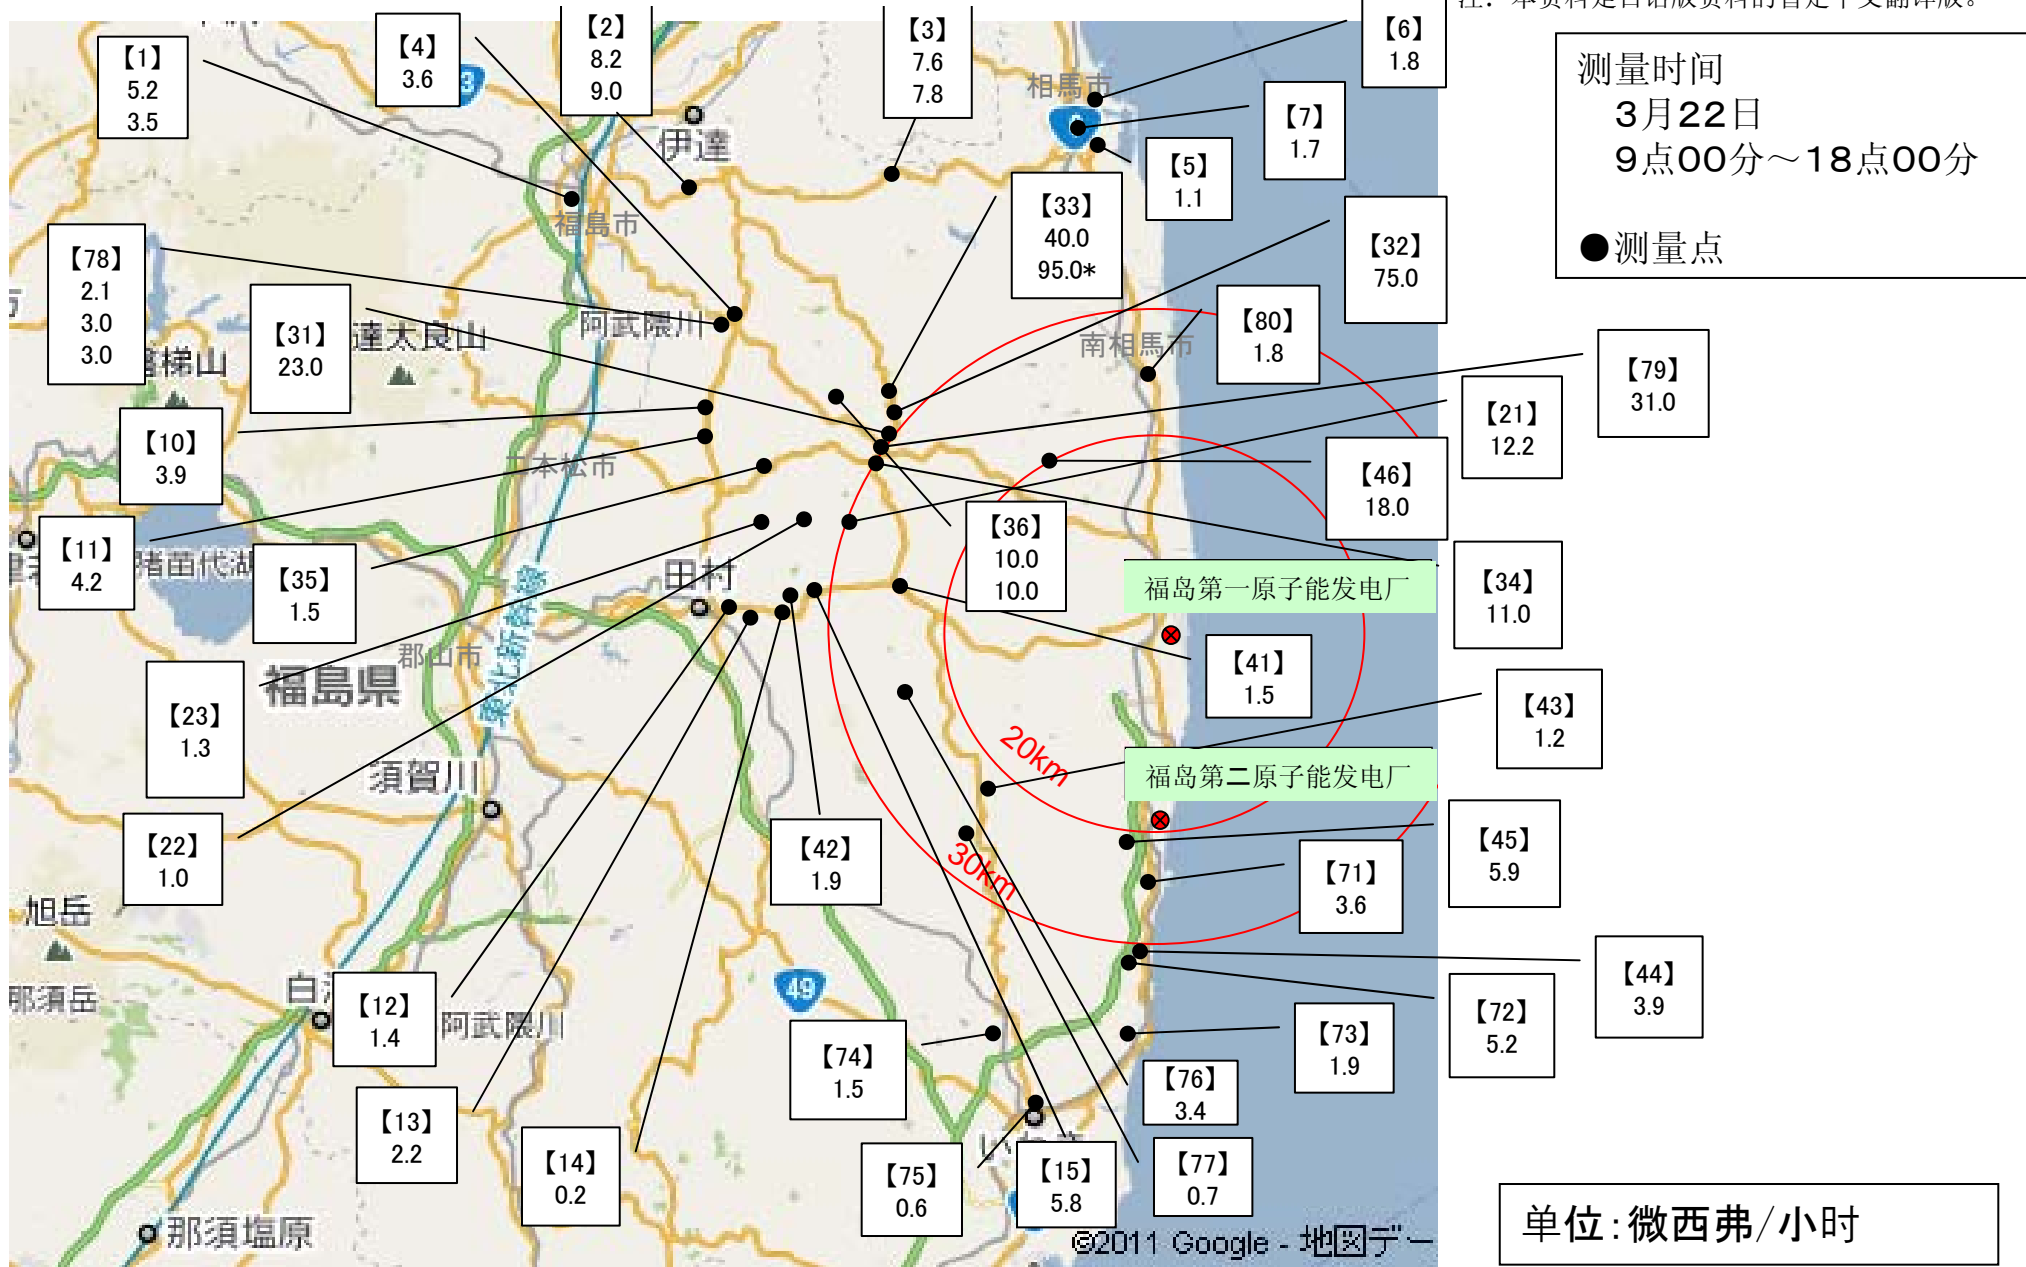 注：本资料是日语版资料的暂定中文翻译版。
测量时间
3月22日
9点00分～18点00分
●测量点
【1】
5.2
3.5
【4】
3.6
【2】
8.2
9.0
【3】
7.6
7.8
【6】
1.8
【7】
1.7
【5】
1.1
相馬市
伊達
福島市
【33】
40.0
95.0*
【32】
75.0
【78】
2.1
3.0
3.0
【31】
23.0
達太良山
阿武隈川
【80】
1.8
南相馬市
【79】
31.0
梯山
【10】
3.9
【21】
12.2
本松市
【46】
18.0
【11】
4.2
猪苗代湖
【35】
1.5
【36】
10.0
10.0
田村
福岛第一原子能发电厂
【34】
11.0
東北新幹線
郡山市
福島県
【41】
1.5
【23】
1.3
【43】
1.2
20km
福岛第二原子能发电厂
須賀川
【22】
1.0
【42】
1.9
30km
【45】
5.9
【71】
3.6
旭岳
那須岳
白
【12】
1.4
阿武隈川
49
【44】
3.9
【72】
5.2
【73】
1.9
【74】
1.5
【76】
3.4
【13】
2.2
【14】
0.2
【75】
0.6
【15】
5.8
【77】
0.7
那須塩原
©2011 Google - 地図デー
单位:微西弗/小时